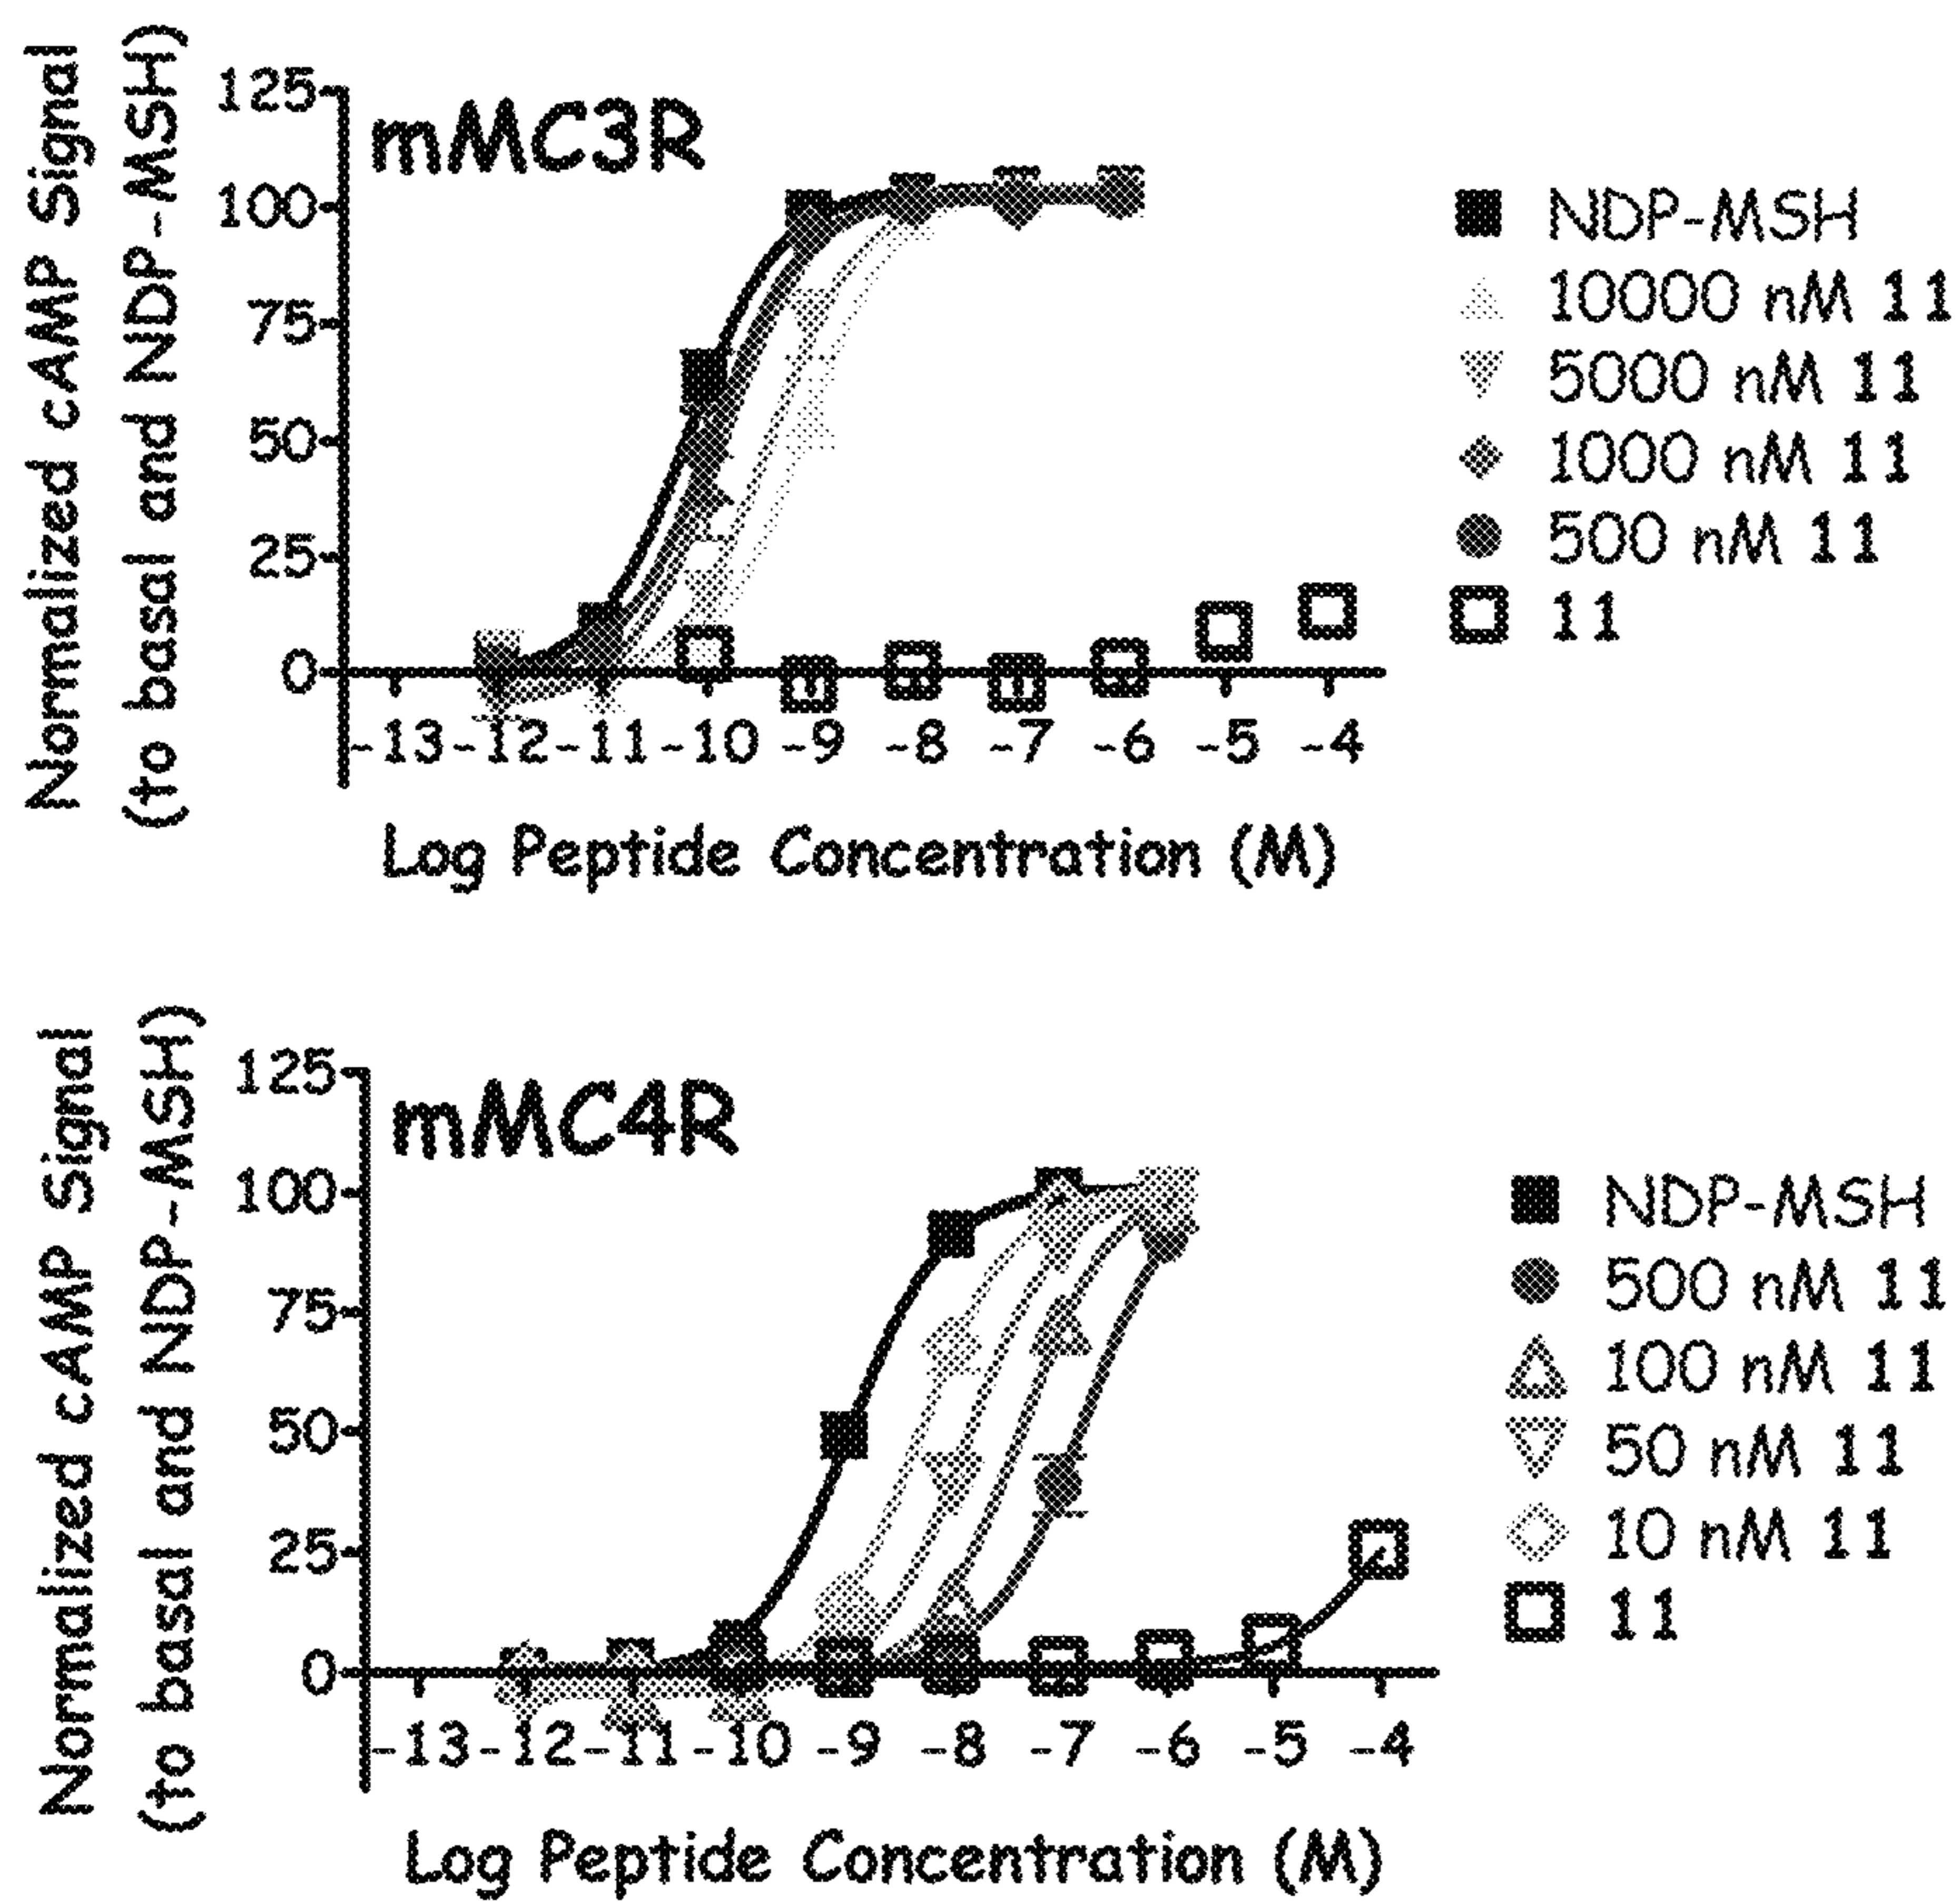 Normalized cAMP Signal
(to basal and NDP-MSH)
125
100
75
50
25
0
mMC3R
-13 -12 -11 -10 -9 -8 -7 -6 -5 -4
Log Peptide Concentration (M)
NDP-MSH
10000 nM 11
5000 nM 11
1000 nM 11
500 nM 11
11
Normalized cAMP Signal
(to basal and NDP-MSH)
125
100
75
50
25
0
mMC4R
-13 -12 -11 -10 -9 -8 -7 -6 -5 -4
Log Peptide Concentration (M)
NDP-MSH
500 nM 11
100 nM 11
50 nM 11
10 nM 11
11